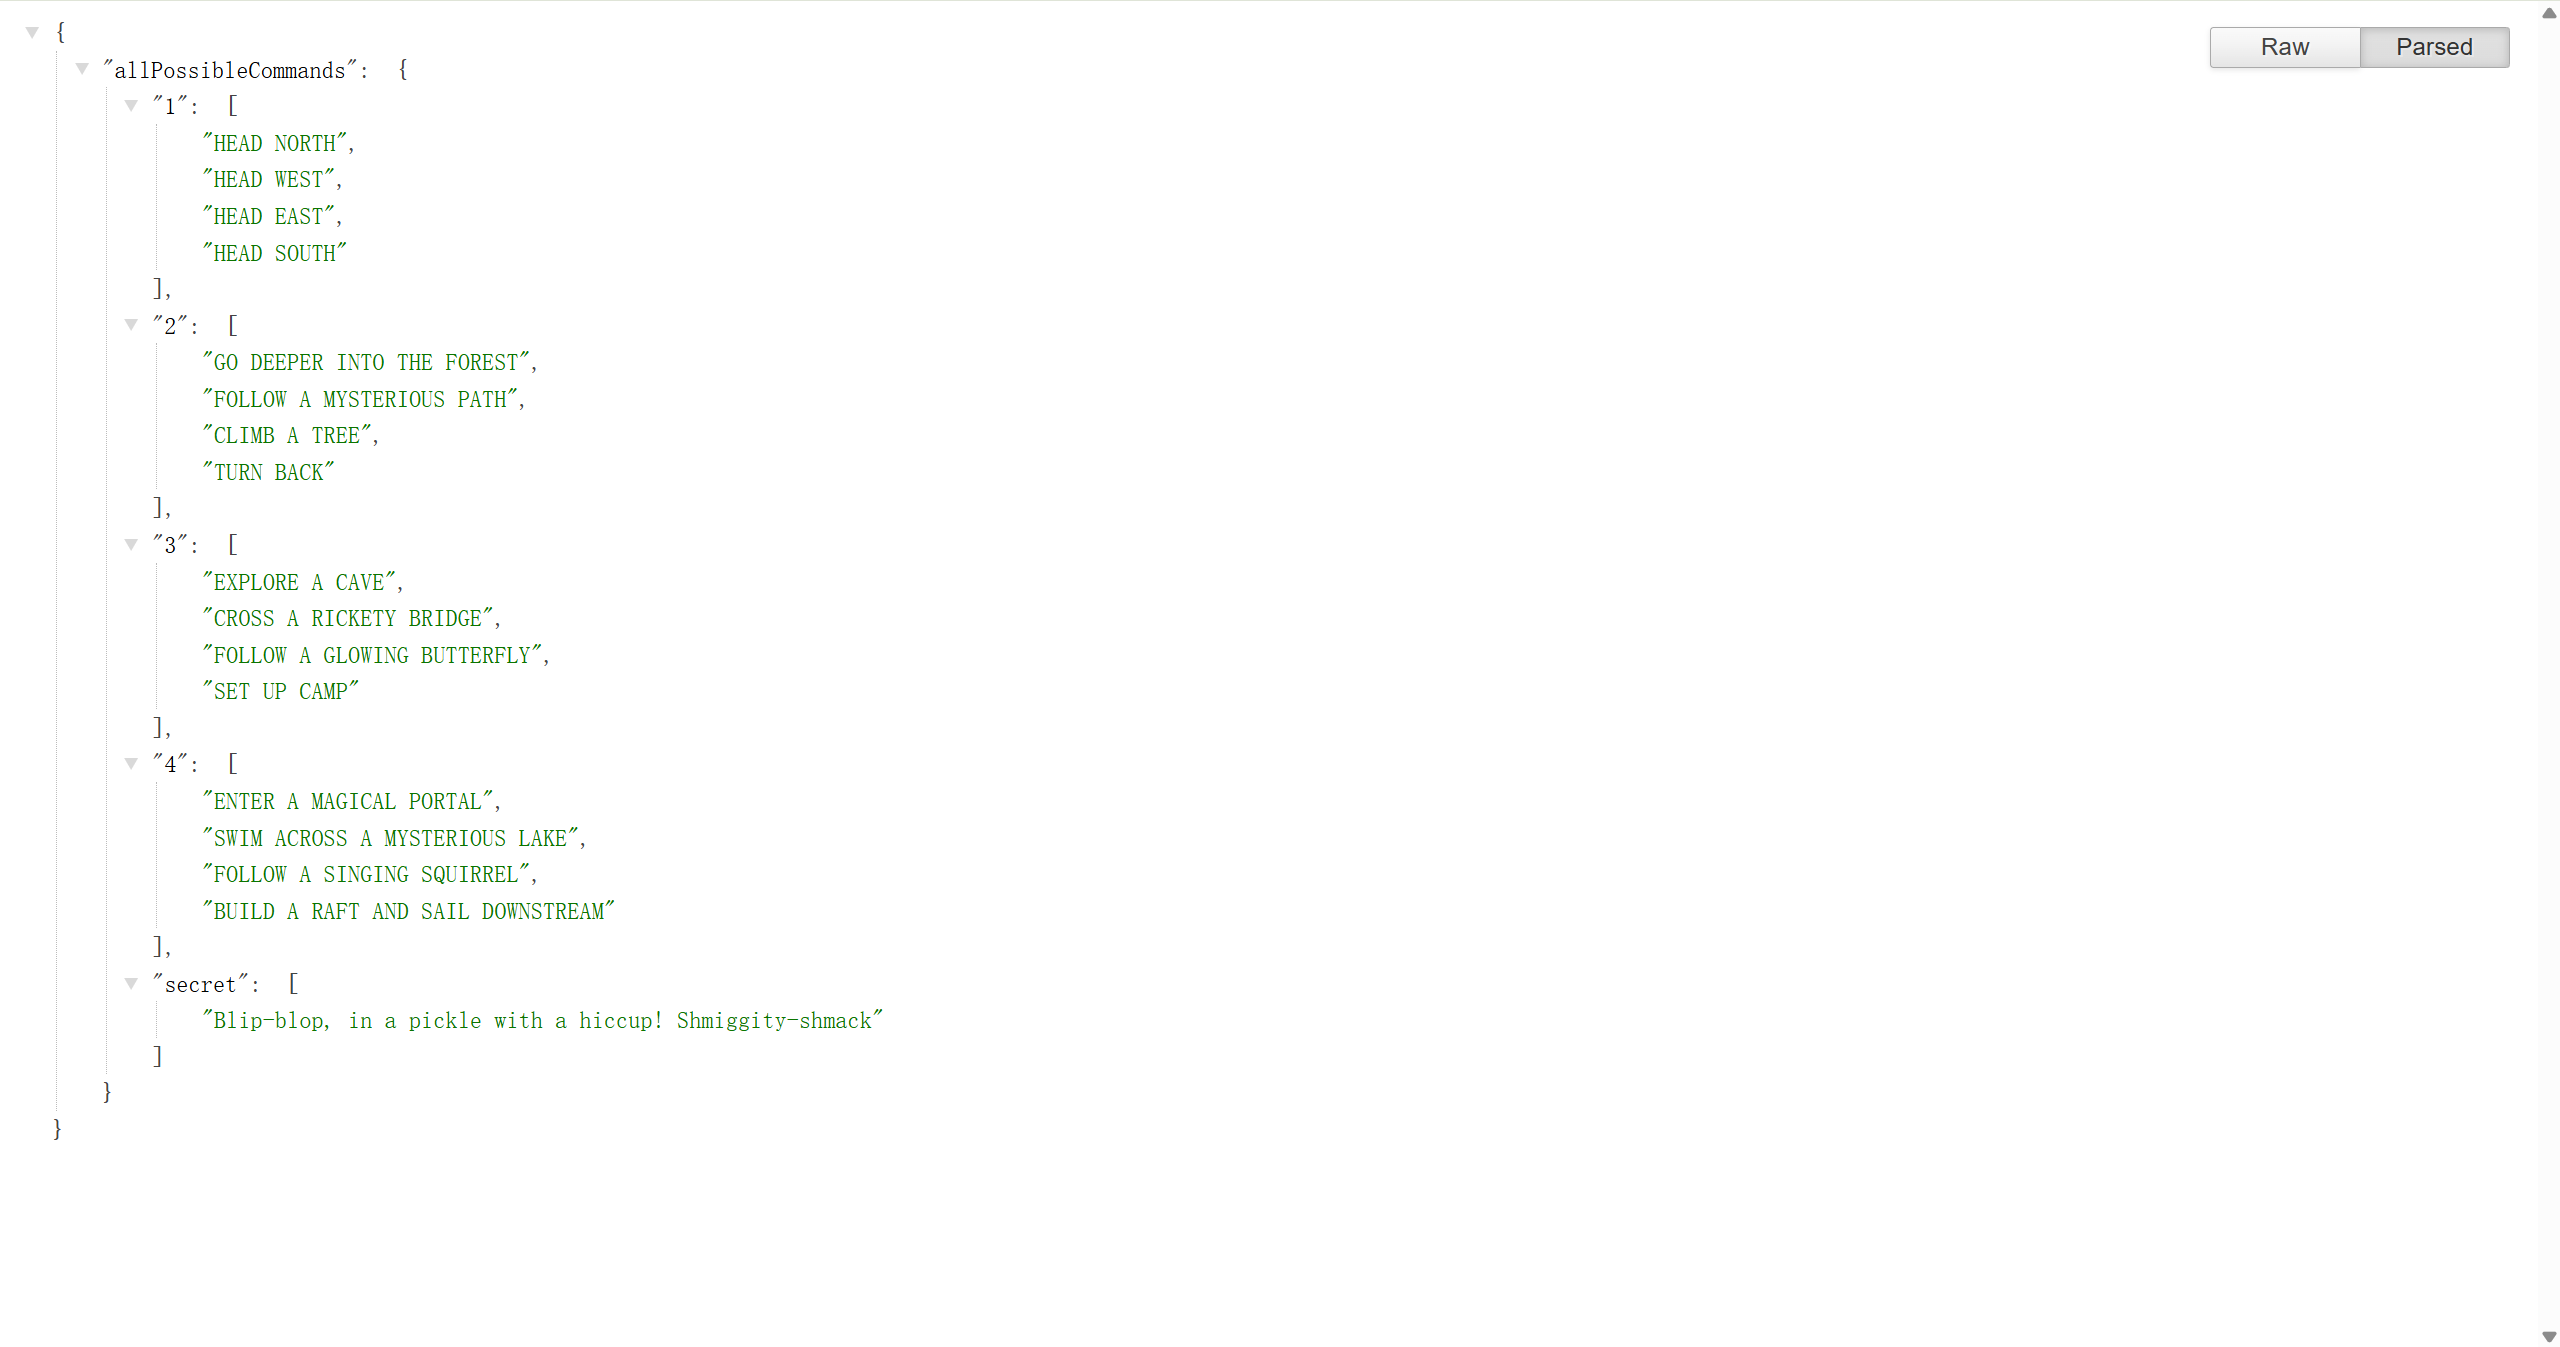 {
"allPossibleCommands": {
"1": [
"HEAD NORTH",
"HEAD WEST",
"HEAD EAST",
"HEAD SOUTH"
],
"2": [
"GO DEEPER INTO THE FOREST",
"FOLLOW A MYSTERIOUS PATH",
"CLIMB A TREE",
"TURN BACK"
],
"3": [
"EXPLORE A CAVE",
"CROSS A RICKETY BRIDGE",
"FOLLOW A GLOWING BUTTERFLY",
"SET UP CAMP"
],
"4": [
"ENTER A MAGICAL PORTAL",
"SWIM ACROSS A MYSTERIOUS LAKE",
"FOLLOW A SINGING SQUIRREL",
"BUILD A RAFT AND SAIL DOWNSTREAM"
],
"secret": [
"Blip-blop, in a pickle with a hiccup! Shmiggity-shmack"
]
}
}
Raw Parsed